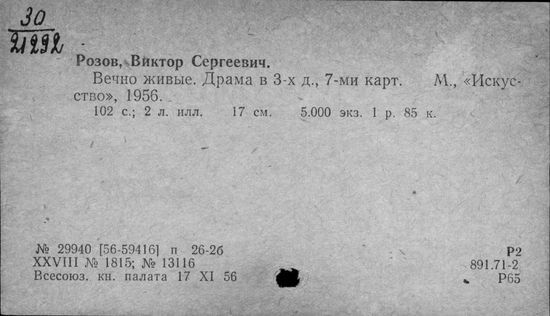 30
21292
Розов, Виктор Сергеевич.
Вечно живые. Драма в 3-х д., 7-ми карт. М., «Искус-
ство», 1956.
102 с.; 2 л. илл. 17 см. 5.000 экз. 1 р. 85 к.
№ 29940 [56-59416] п 26-2б
XXVIII № 1815; № 13116
Всесоюз. кн. палата 17 XI 56
Р2
891.71-2
Р65